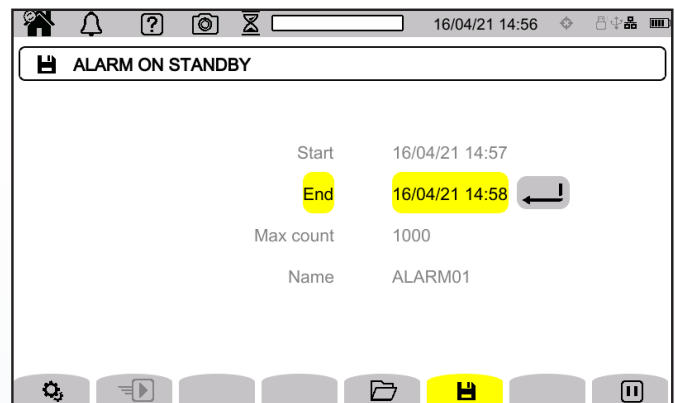 16/04/21 14:56
ALARM ON STANDBY
Start 16/04/21 14:57
End 16/04/21 14:58
Max count 1000
Name ALARM01